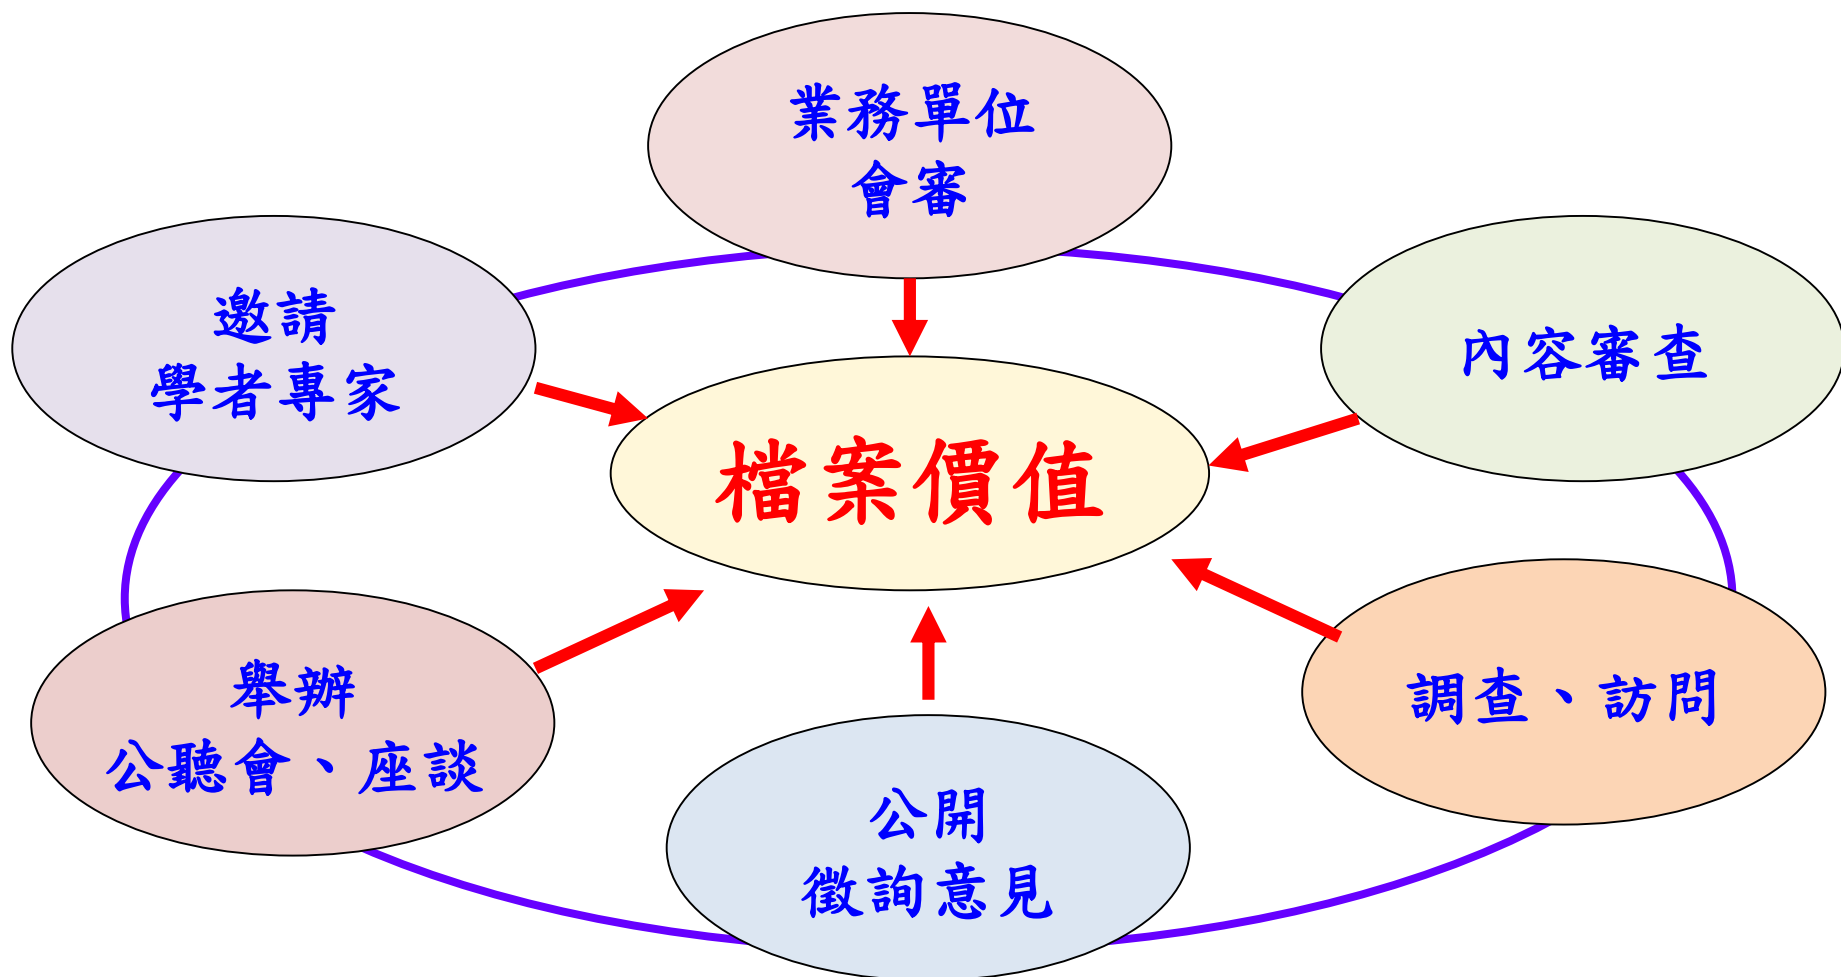 業務單位
會審
邀請
學者專家
內容審查
檔案價值
舉辦
公聽會、座談
調查、訪問
公開
徵詢意見